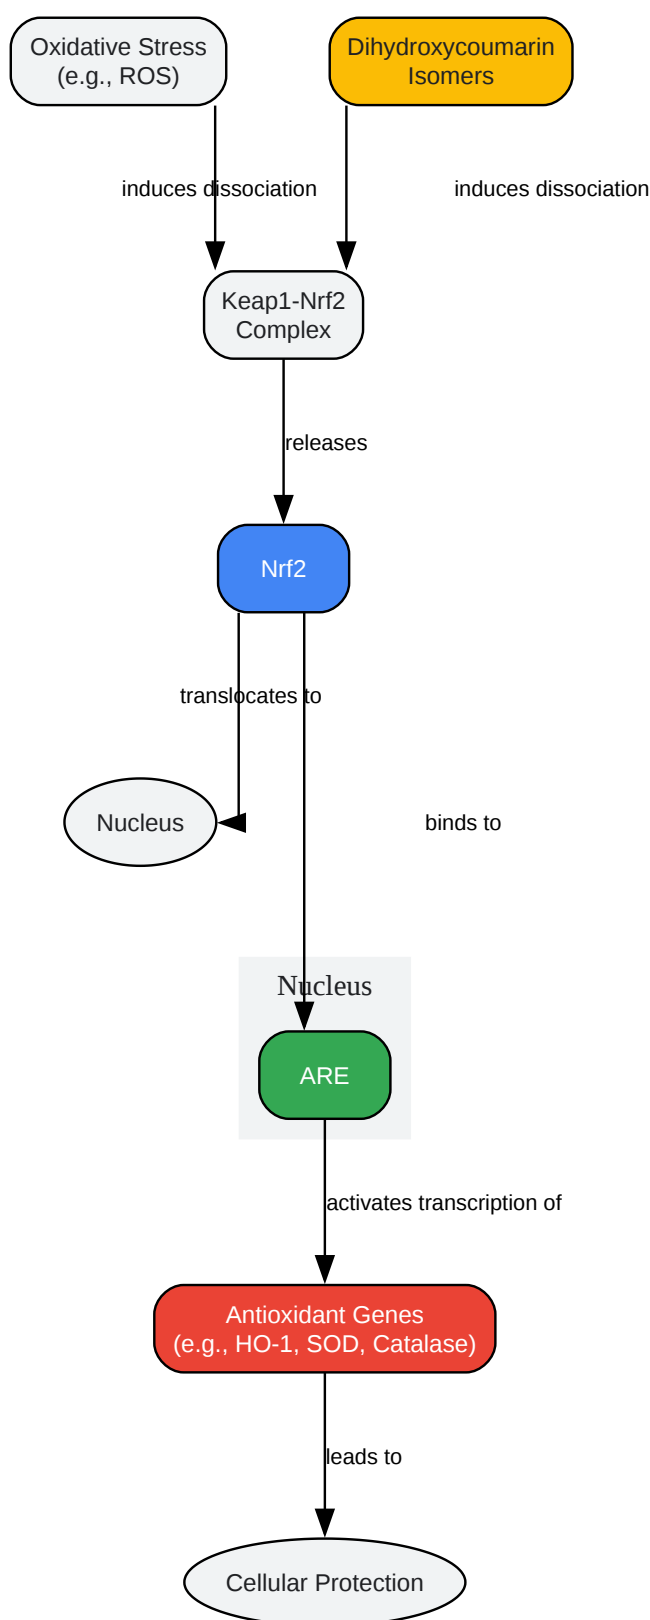 Oxidative Stress
(e.g., ROS)
Dihydroxycoumarin
Isomers
induces dissociation
induces dissociation
Keap1-Nrf2
Complex
releases
Nrf2
translocates to
Nucleus
binds to
Nucleus
ARE
activates transcription of
Antioxidant Genes
(e.g., HO-1, SOD, Catalase)
leads to
Cellular Protection